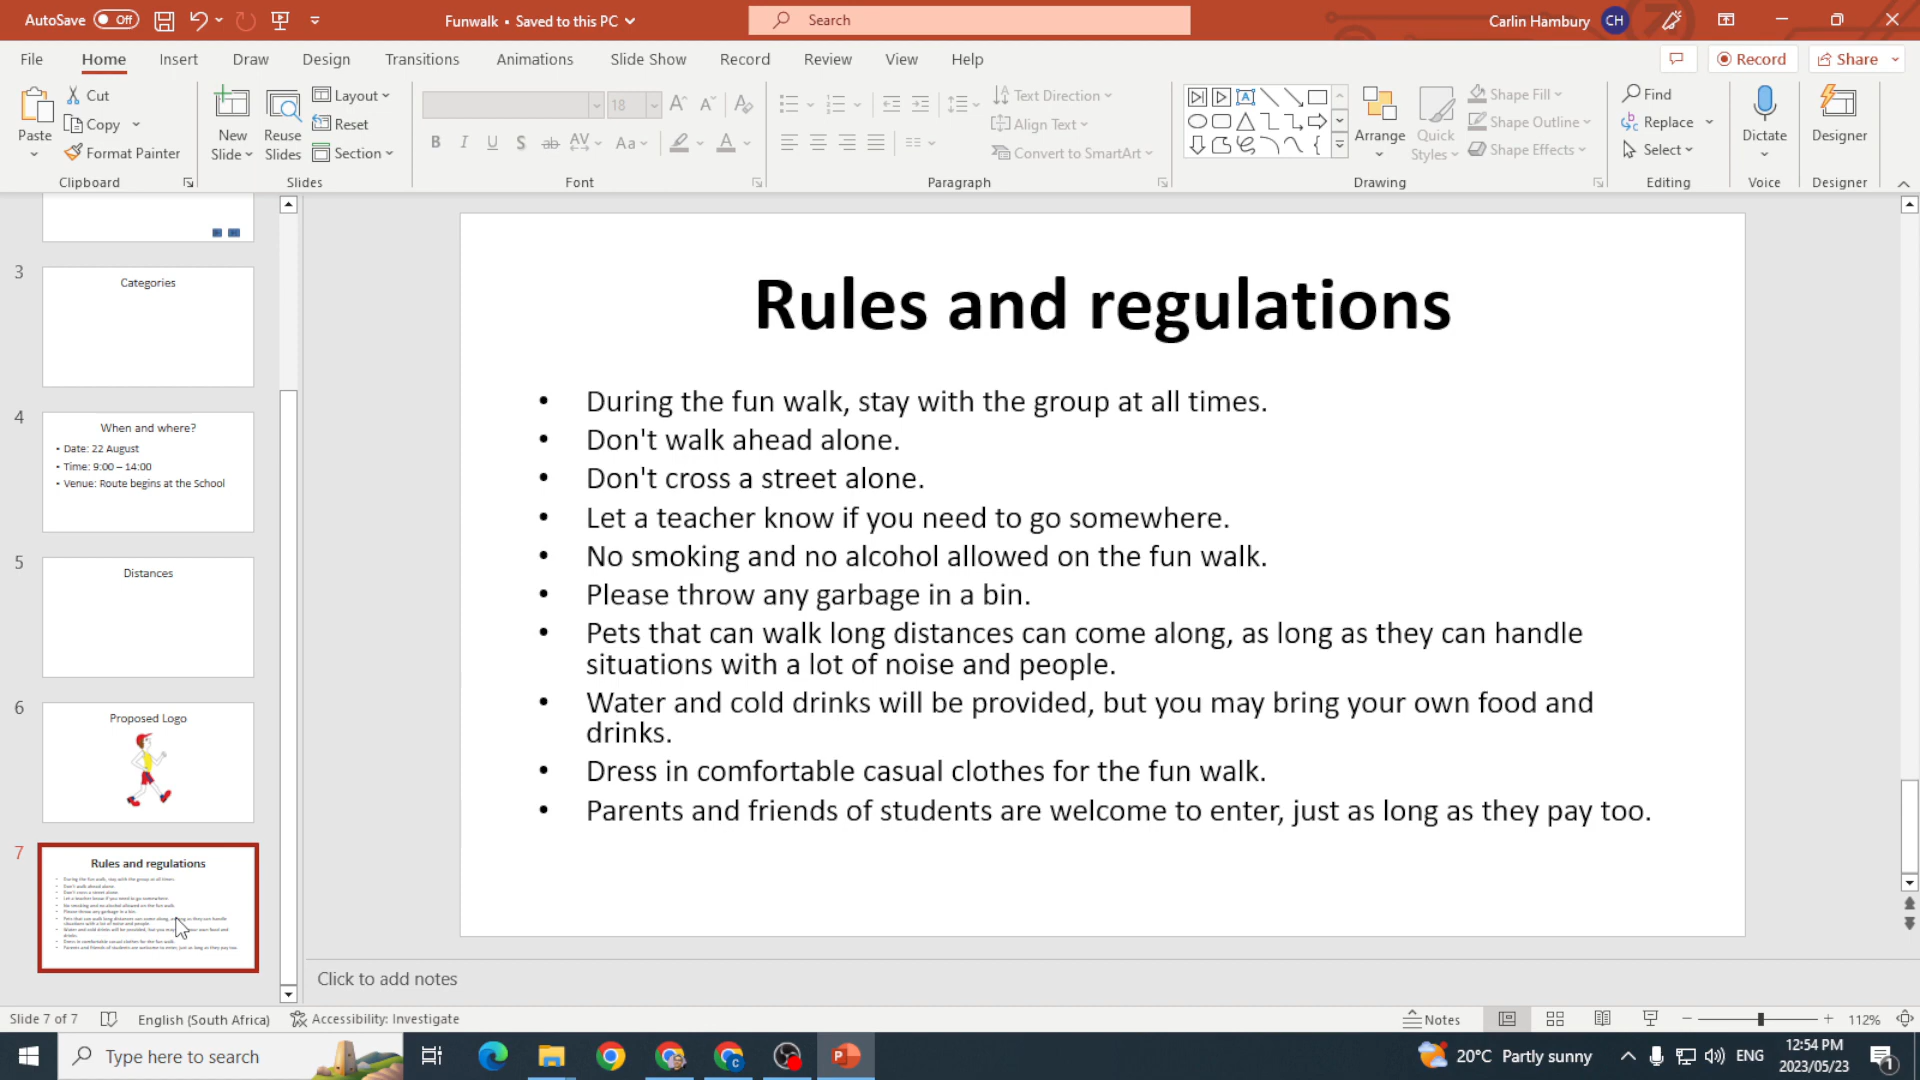 AutoSave Off
Funwalk • Saved to this PC
Search
Carlin Hambury CH
File Home Insert Draw Design Transitions Animations Slide Show Record Review View Help
Record Share
Paste
Cut
Copy
Format Painter
Clipboard
New Slide
Reuse Slides
Layout
Reset
Section
Slides
18
B I U S ab AV Aa A
Font
Text Direction
Align Text
Convert to SmartArt
Paragraph
Arrange
Quick Styles
Shape Fill
Shape Outline
Shape Effects
Drawing
Find
Replace
Select
Editing
Dictate
Voice
Designer
Designer
3
Categories
4
When and where?
• Date: 22 August
• Time: 9:00 – 14:00
• Venue: Route begins at the School
5
Distances
6
Proposed Logo
7
Rules and regulations
Rules and regulations
• During the fun walk, stay with the group at all times.
• Don't walk ahead alone.
• Don't cross a street alone.
• Let a teacher know if you need to go somewhere.
• No smoking and no alcohol allowed on the fun walk.
• Please throw any garbage in a bin.
• Pets that can walk long distances can come along, as long as they can handle
situations with a lot of noise and people.
• Water and cold drinks will be provided, but you may bring your own food and
drinks.
• Dress in comfortable casual clothes for the fun walk.
• Parents and friends of students are welcome to enter, just as long as they pay too.
Click to add notes
Slide 7 of 7
English (South Africa)
Accessibility: Investigate
Notes
112%
Type here to search
20°C Partly sunny
ENG
12:54 PM
2023/05/23
1